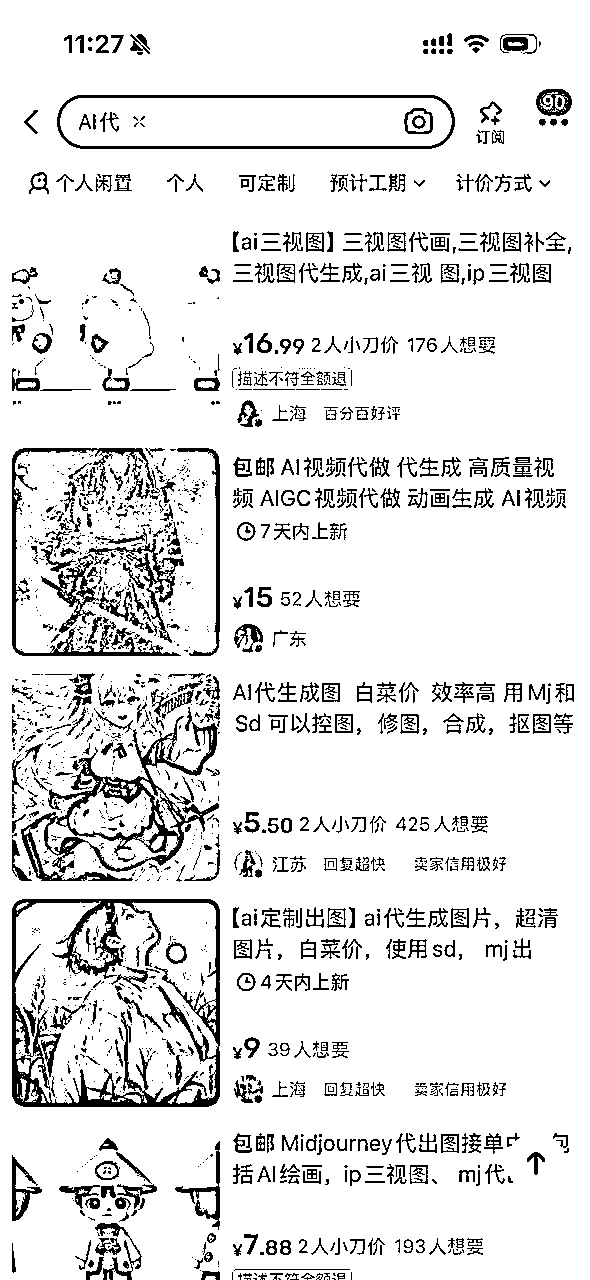 11:27
AI代
订阅
90
个人闲置 个人 可定制 预计工期 计价方式
【ai三视图】三视图代画,三视图补全,
三视图代生成,ai三视 图,ip三视图
¥16.99 2人小刀价 176人想要
描述不符全额退
上海 百分百好评
包邮 AI视频代做 代生成 高质量视
频 AIGC视频代做 动画生成 AI视频
7天内上新
¥15 52人想要
广东
AI代生成图 白菜价 效率高 用Mj和
Sd 可以控图，修图，合成，抠图等
¥5.50 2人小刀价 425人想要
江苏 回复超快 卖家信用极好
【ai定制出图】ai代生成图片，超清
图片，白菜价，使用sd， mj出
4天内上新
¥9 39人想要
上海 回复超快 卖家信用极好
包邮 Midjourney代出图接单
括AI绘画，ip三视图、 mj代
¥7.88 2人小刀价 193人想要
描述不符全额退